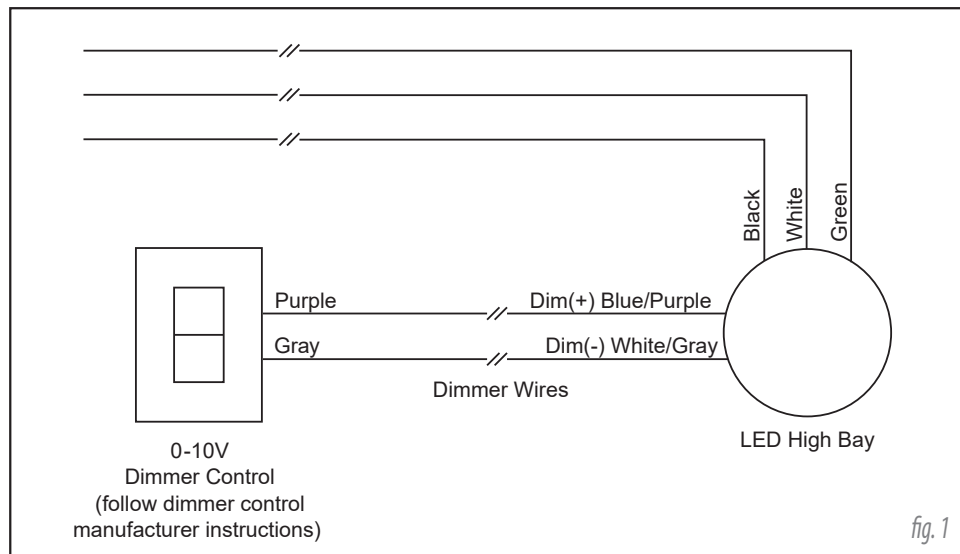 Black
White
Green
Purple
Dim(+) Blue/Purple
Gray
Dim(-) White/Gray
Dimmer Wires
LED High Bay
0-10V
Dimmer Control
(follow dimmer control
manufacturer instructions)
fig. 1